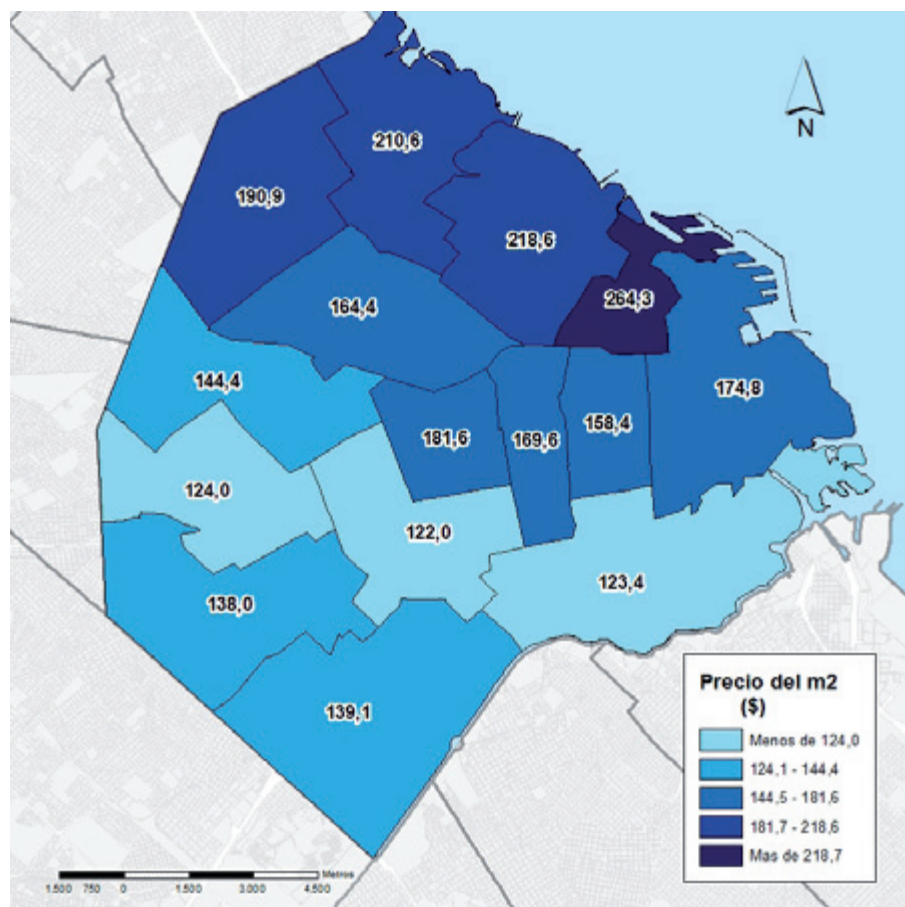 N
210,6
190,9
218,6
264,3
164,4
144,4
174,8
181,6
169,6
158,4
124,0
122,0
123,4
138,0
139,1
Precio del m2
($)
Menos de 124,0
124,1 - 144,4
144,5 - 181,6
181,7 - 218,6
Mas de 218,7
Metros
1.500 750 0 1.500 3.000 4.500